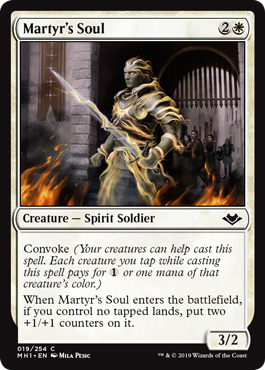 Martyr's Soul 2
Creature — Spirit Soldier
Convoke (Your creatures can help cast this
spell. Each creature you tap while casting
this spell pays for 1 or one mana of that
creature's color.)
When Martyr's Soul enters the battlefield,
if you control no tapped lands, put two
+1/+1 counters on it.
3/2
019/254 C
MH1 • EN Mila Pesic
™ & © 2019 Wizards of the Coast